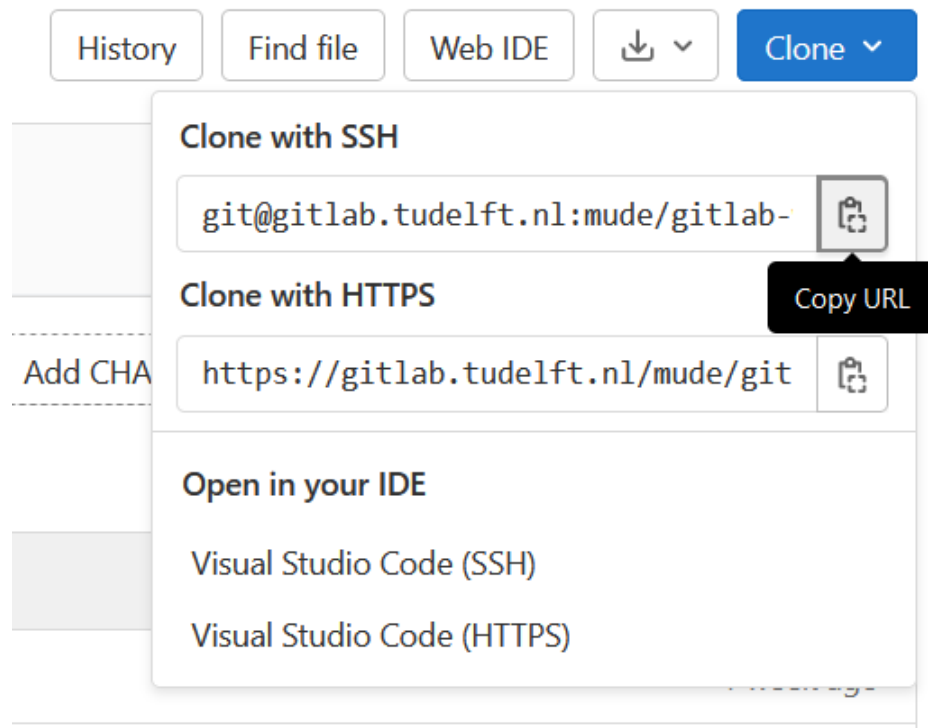 History Find file Web IDE Clone
Clone with SSH
git@gitlab.tudelft.nl:mude/gitlab-
Copy URL
Clone with HTTPS
https://gitlab.tudelft.nl/mude/git
Add CHA
Open in your IDE
Visual Studio Code (SSH)
Visual Studio Code (HTTPS)
week ago